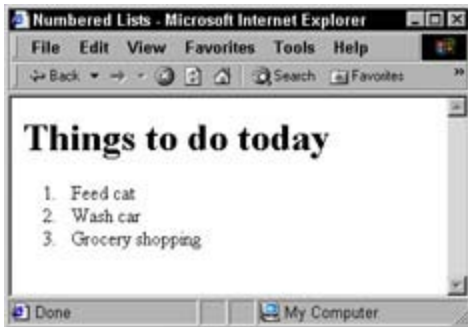 Numbered Lists - Microsoft Internet Explorer
File Edit View Favorites Tools Help
Back Search Favorites »
Things to do today
1. Feed cat
2. Wash car
3. Grocery shopping
Done My Computer